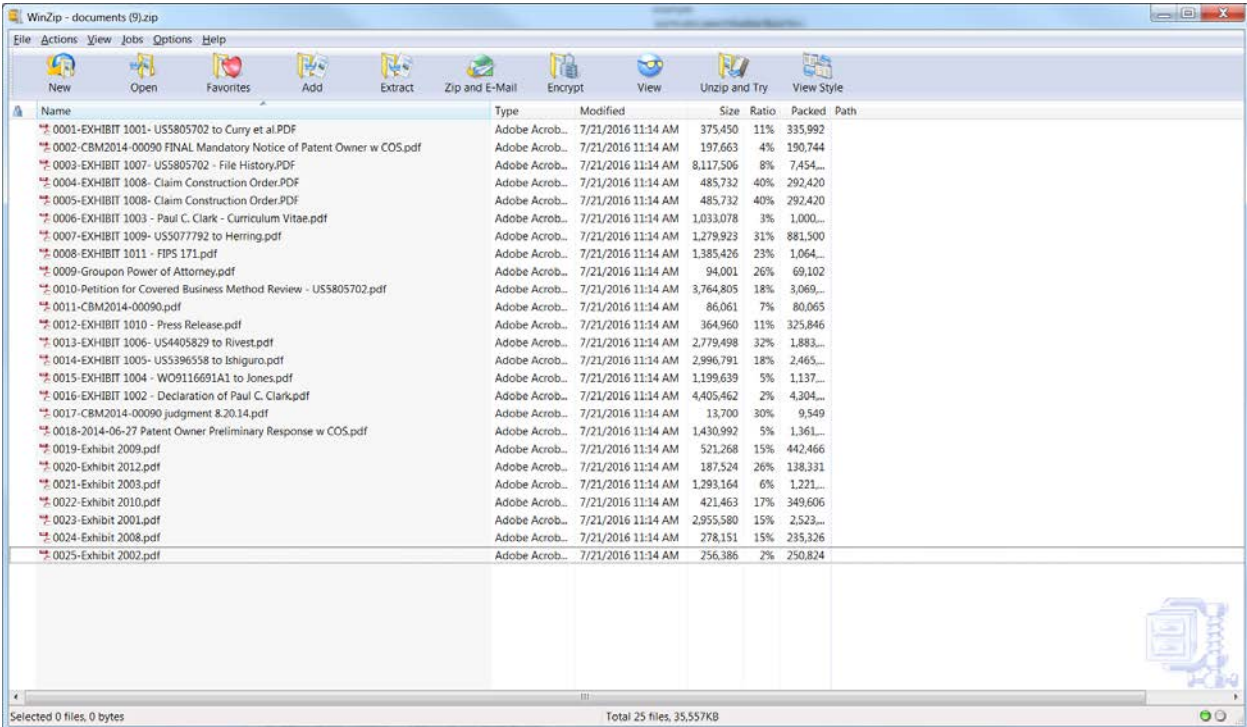 WinZip - documents (9).zip
File Actions View Jobs Options Help
New Open Favorites Add Extract Zip and E-Mail Encrypt View Unzip and Try View Style
Name Type Modified Size Ratio Packed Path
0001-EXHIBIT 1001- US5805702 to Curry et al.PDF Adobe Acrob... 7/21/2016 11:14 AM 375,450 11% 335,992
0002-CBM2014-00090 FINAL Mandatory Notice of Patent Owner w COS.pdf Adobe Acrob... 7/21/2016 11:14 AM 197,663 4% 190,744
0003-EXHIBIT 1007- US5805702 - File History.PDF Adobe Acrob... 7/21/2016 11:14 AM 8,117,506 8% 7,454,...
0004-EXHIBIT 1008- Claim Construction Order.PDF Adobe Acrob... 7/21/2016 11:14 AM 485,732 40% 292,420
0005-EXHIBIT 1008- Claim Construction Order.PDF Adobe Acrob... 7/21/2016 11:14 AM 485,732 40% 292,420
0006-EXHIBIT 1003 - Paul C. Clark - Curriculum Vitae.pdf Adobe Acrob... 7/21/2016 11:14 AM 1,033,078 3% 1,000,...
0007-EXHIBIT 1009- US5077792 to Herring.pdf Adobe Acrob... 7/21/2016 11:14 AM 1,279,923 31% 881,500
0008-EXHIBIT 1011 - FIPS 171.pdf Adobe Acrob... 7/21/2016 11:14 AM 1,385,426 23% 1,064,...
0009-Groupon Power of Attorney.pdf Adobe Acrob... 7/21/2016 11:14 AM 94,001 26% 69,102
0010-Petition for Covered Business Method Review - US5805702.pdf Adobe Acrob... 7/21/2016 11:14 AM 3,764,805 18% 3,069,...
0011-CBM2014-00090.pdf Adobe Acrob... 7/21/2016 11:14 AM 86,061 7% 80,065
0012-EXHIBIT 1010 - Press Release.pdf Adobe Acrob... 7/21/2016 11:14 AM 364,960 11% 325,846
0013-EXHIBIT 1006- US4405829 to Rivest.pdf Adobe Acrob... 7/21/2016 11:14 AM 2,779,498 32% 1,883,...
0014-EXHIBIT 1005- US5396558 to Ishiguro.pdf Adobe Acrob... 7/21/2016 11:14 AM 2,996,791 18% 2,465,...
0015-EXHIBIT 1004 - WO9116691A1 to Jones.pdf Adobe Acrob... 7/21/2016 11:14 AM 1,199,639 5% 1,137,...
0016-EXHIBIT 1002 - Declaration of Paul C. Clark.pdf Adobe Acrob... 7/21/2016 11:14 AM 4,405,462 2% 4,304,...
0017-CBM2014-00090 judgment 8.20.14.pdf Adobe Acrob... 7/21/2016 11:14 AM 13,700 30% 9,549
0018-2014-06-27 Patent Owner Preliminary Response w COS.pdf Adobe Acrob... 7/21/2016 11:14 AM 1,430,992 5% 1,361,...
0019-Exhibit 2009.pdf Adobe Acrob... 7/21/2016 11:14 AM 521,268 15% 442,466
0020-Exhibit 2012.pdf Adobe Acrob... 7/21/2016 11:14 AM 187,524 26% 138,331
0021-Exhibit 2003.pdf Adobe Acrob... 7/21/2016 11:14 AM 1,293,164 6% 1,221,...
0022-Exhibit 2010.pdf Adobe Acrob... 7/21/2016 11:14 AM 421,463 17% 349,606
0023-Exhibit 2001.pdf Adobe Acrob... 7/21/2016 11:14 AM 2,955,580 15% 2,523,...
0024-Exhibit 2008.pdf Adobe Acrob... 7/21/2016 11:14 AM 278,151 15% 235,326
0025-Exhibit 2002.pdf Adobe Acrob... 7/21/2016 11:14 AM 256,386 2% 250,824
Selected 0 files, 0 bytes Total 25 files, 35,557KB